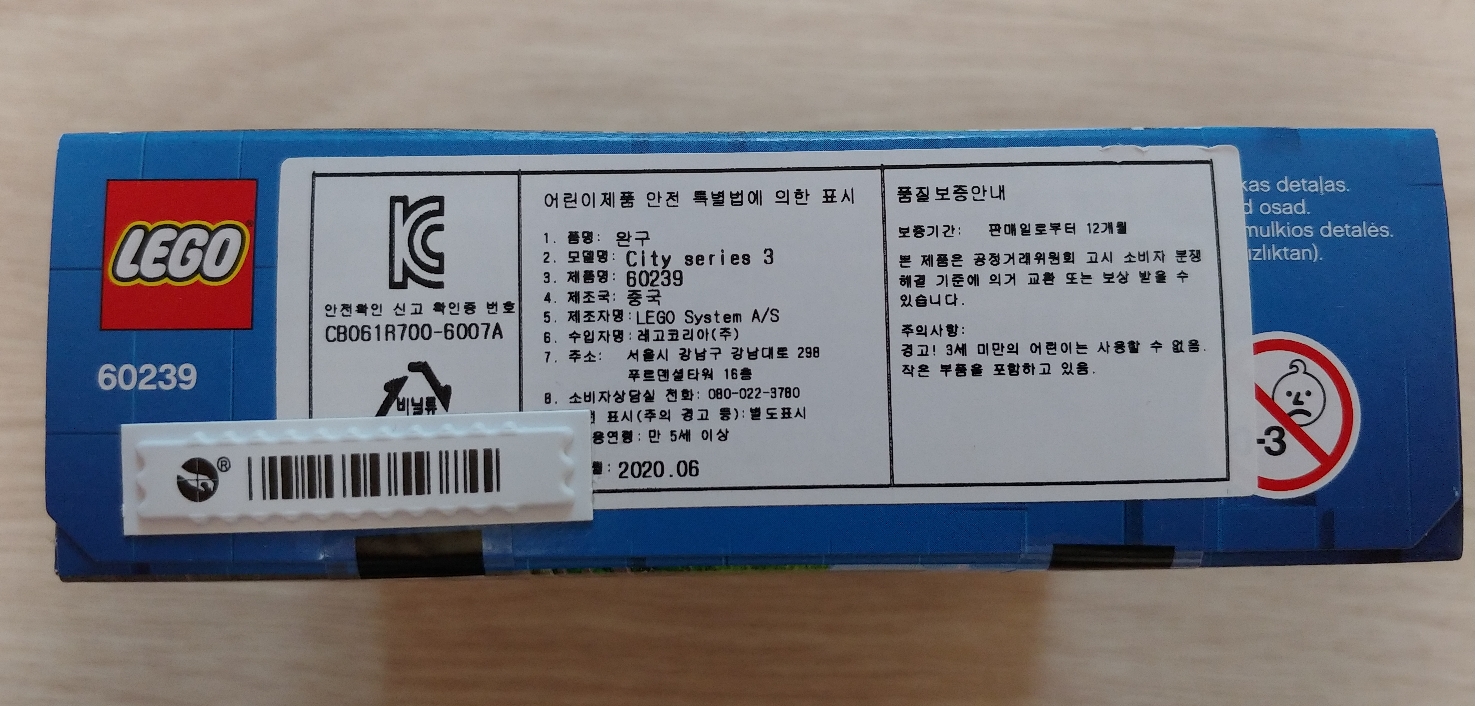 LEGO
60239
안전확인 신고 확인증 번호
CB061R700-6007A
비닐류
®
어린이제품 안전 특별법에 의한 표시
1. 품명: 완구
2. 모델명: City series 3
3. 제품명: 60239
4. 제조국: 중국
5. 제조자명: LEGO System A/S
6. 수입자명: 레고코리아(주)
7. 주소: 서울시 강남구 강남대로 298
푸르덴셜타워 16층
8. 소비자상담실 전화: 080-022-3780
표시(주의 경고 등): 별도표시
용연령: 만 5세 이상
월: 2020.06
품질보증안내
보증기간: 판매일로부터 12개월
본 제품은 공정거래위원회 고시 소비자 분쟁
해결 기준에 의거 교환 또는 보상 받을 수
있습니다.
주의사항:
경고! 3세 미만의 어린이는 사용할 수 없음.
작은 부품을 포함하고 있음.
kas detaļas.
d osad.
mulkios detalės.
ızlıktan).
-3